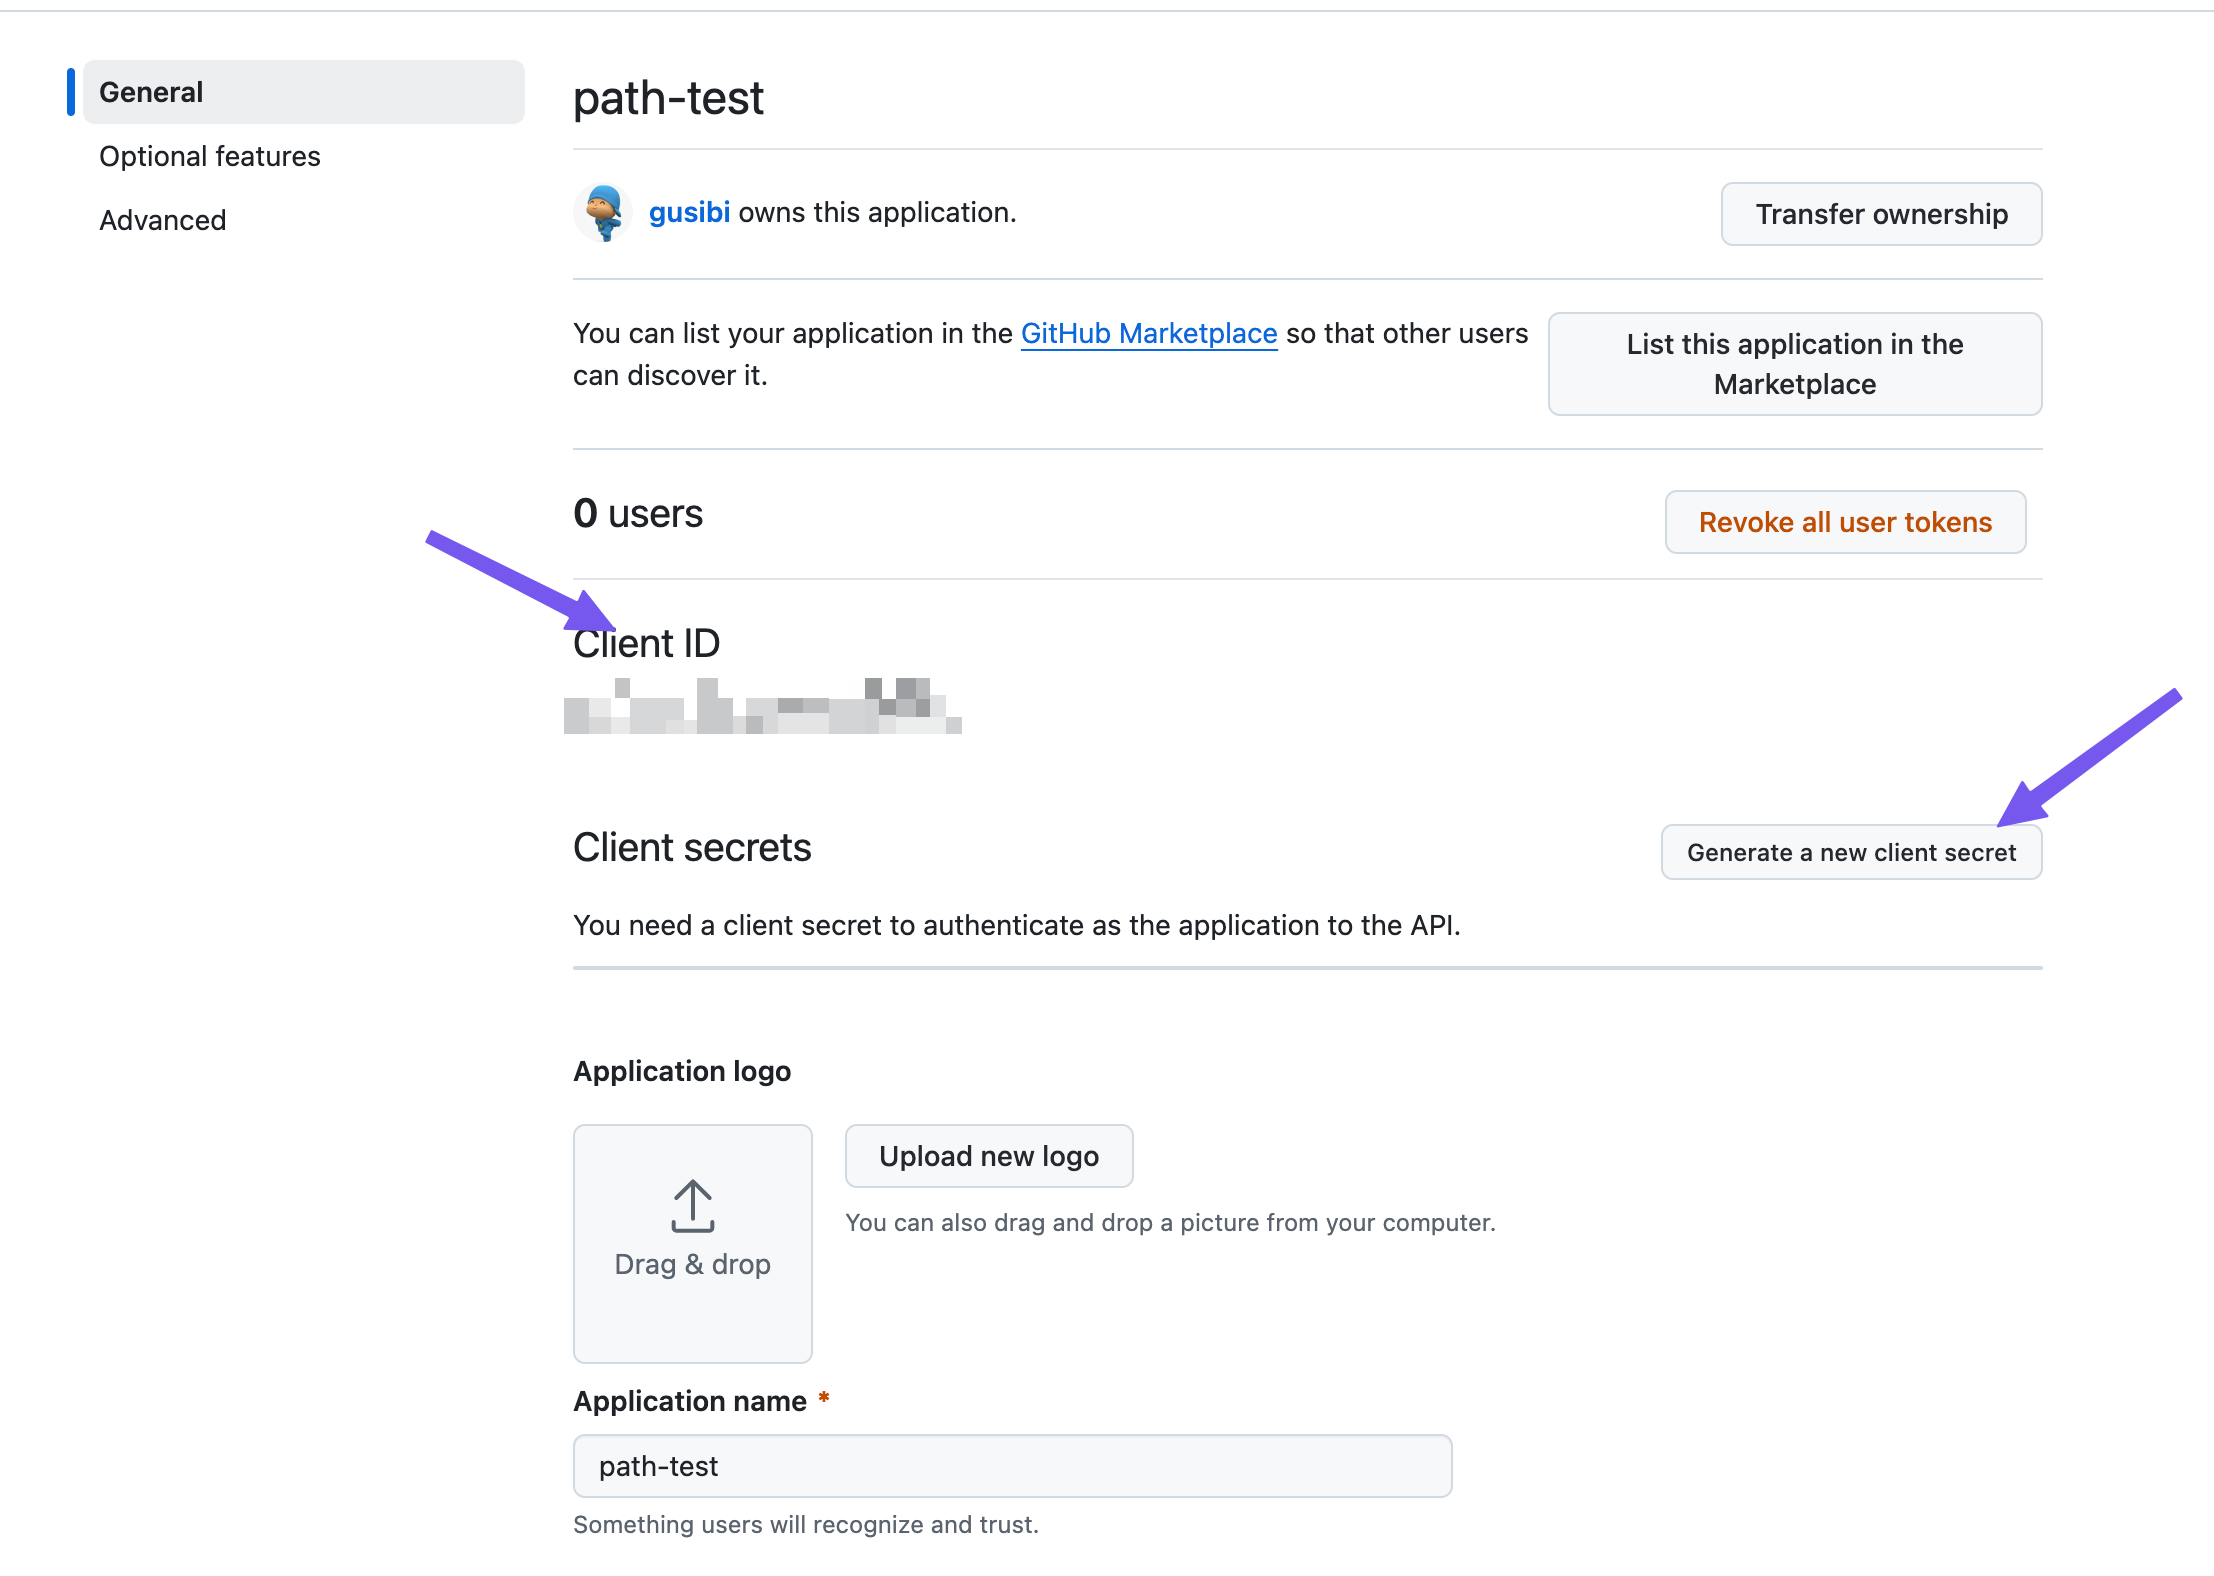 General
Optional features
Advanced
path-test
gusibi owns this application.
Transfer ownership
You can list your application in the GitHub Marketplace so that other users
can discover it.
List this application in the
Marketplace
0 users
Revoke all user tokens
Client ID
Client secrets
Generate a new client secret
You need a client secret to authenticate as the application to the API.
Application logo
Upload new logo
You can also drag and drop a picture from your computer.
Drag & drop
Application name *
path-test
Something users will recognize and trust.